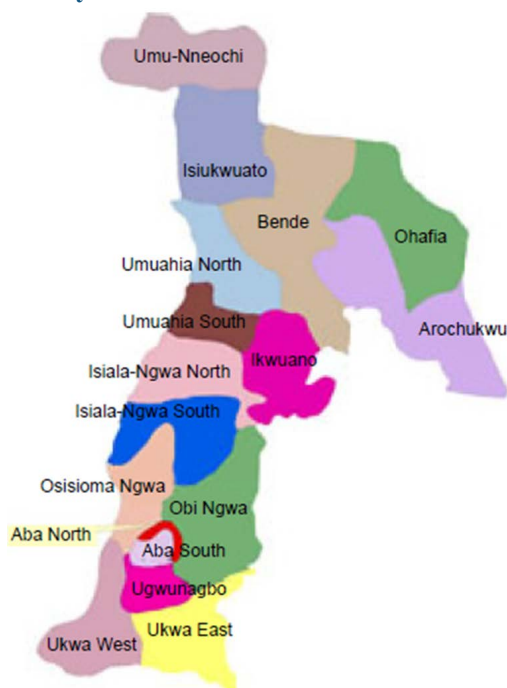 Umu-Nneochi
Isiukwuato
Bende
Ohafia
Umuahia North
Umuahia South
Arochukwu
Ikwuano
Isiala-Ngwa North
Isiala-Ngwa South
Osisioma Ngwa
Obi Ngwa
Aba North
Aba South
Ugwunagbo
Ukwa East
Ukwa West